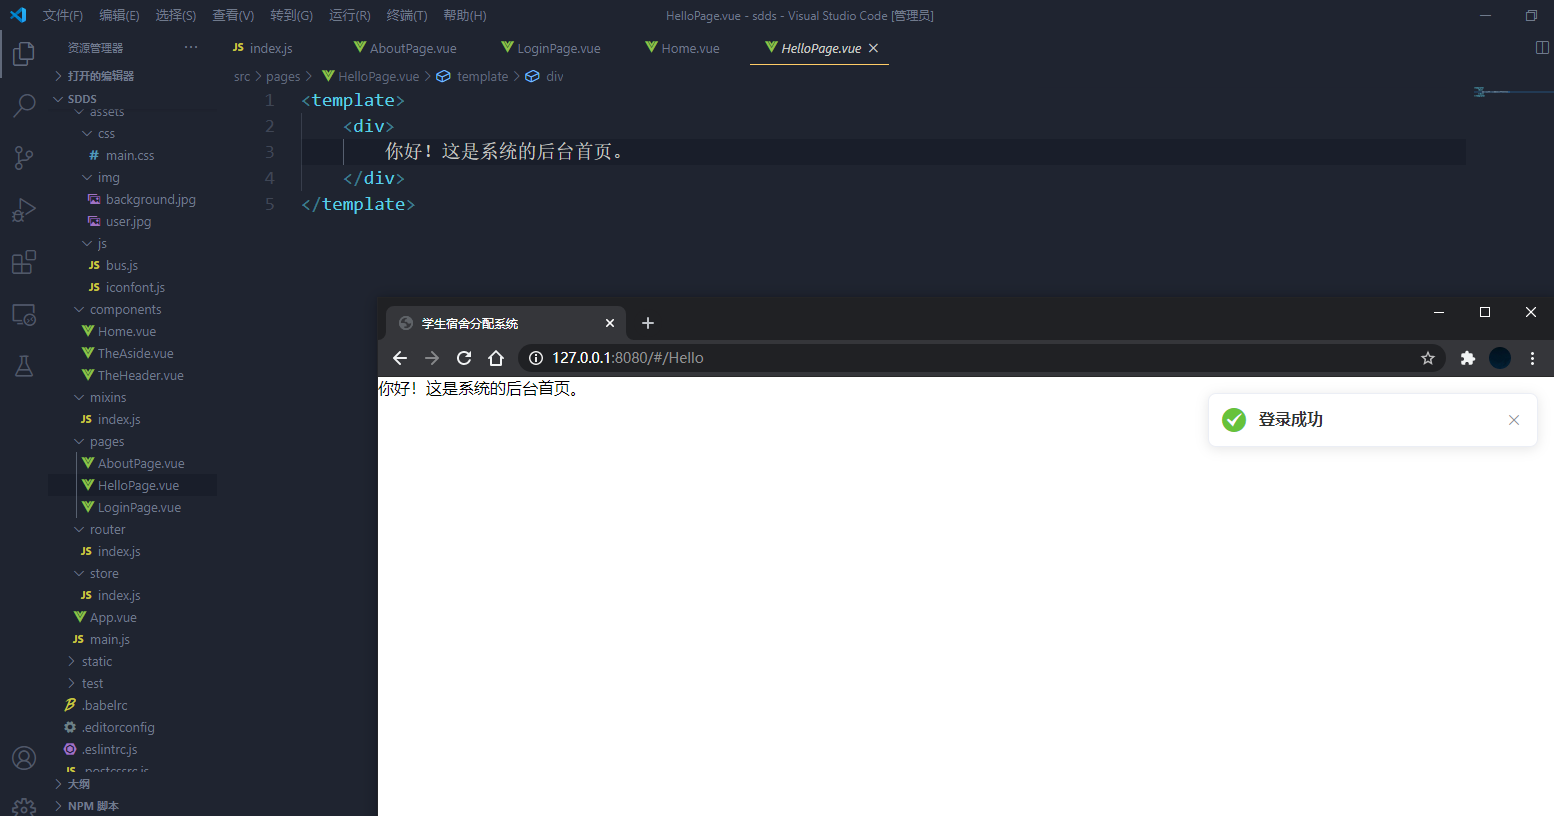 文件(F) 编辑(E) 选择(S) 查看(V) 转到(G) 运行(R) 终端(T) 帮助(H) HelloPage.vue - sdds - Visual Studio Code [管理员]
资源管理器 ···
打开的编辑器
SDDS
assets
css
# main.css
img
background.jpg
user.jpg
js
JS bus.js
JS iconfont.js
components
Home.vue
TheAside.vue
TheHeader.vue
mixins
JS index.js
pages
AboutPage.vue
HelloPage.vue
LoginPage.vue
router
JS index.js
store
JS index.js
App.vue
JS main.js
static
test
.babelrc
.editorconfig
.eslintrc.js
JS .postcssrc.js
大纲
NPM 脚本
JS index.js AboutPage.vue LoginPage.vue Home.vue HelloPage.vue
src > pages > HelloPage.vue > template > div
1 <template>
2 <div>
3 你好！这是系统的后台首页。
4 </div>
5 </template>
学生宿舍分配系统
127.0.0.1:8080/#/Hello
你好！这是系统的后台首页。
登录成功